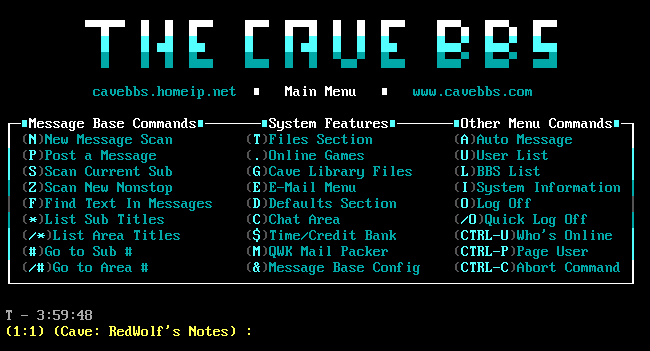 THE CAVE BBS
cavebbs.homeip.net ■ Main Menu ■ www.cavebbs.com
■Message Base Commands■ ■System Features■ ■Other Menu Commands■
(N)New Message Scan (T)Files Section (A)Auto Message
(P)Post a Message (.)Online Games (U)User List
(S)Scan Current Sub (G)Cave Library Files (L)BBS List
(Z)Scan New Nonstop (E)E-Mail Menu (I)System Information
(F)Find Text In Messages (D)Defaults Section (O)Log Off
(*)List Sub Titles (C)Chat Area (/O)Quick Log Off
(/*)List Area Titles ($)Time/Credit Bank (CTRL-U)Who's Online
(#)Go to Sub # (M)QWK Mail Packer (CTRL-P)Page User
(/#)Go to Area # (&)Message Base Config (CTRL-C)Abort Command
T - 3:59:48
(1:1) (Cave: RedWolf's Notes) :